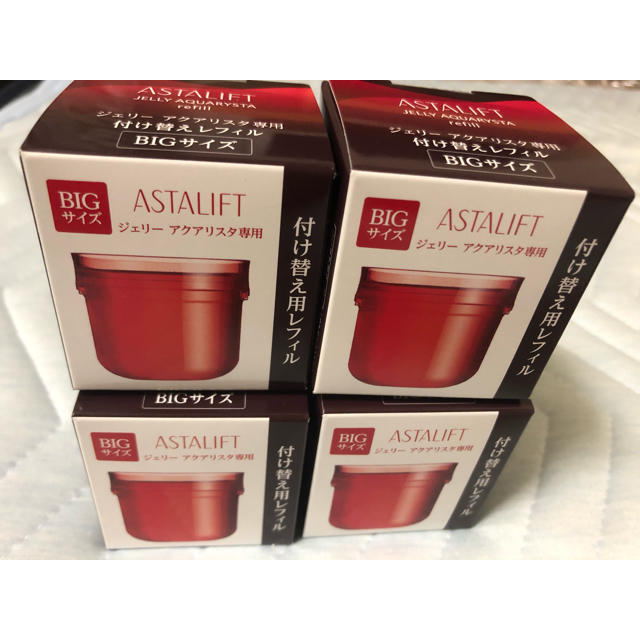 ASTALIFT
JELLY AQUARYSTA
refill
ジェリー アクアリスタ専用
付け替えレフィル
BIGサイズ
BIG
サイズ
ASTALIFT
ジェリー アクアリスタ専用
付け替え用レフィル
ASTALIFT
JELLY AQUARYSTA
refill
ジェリー アクアリスタ専用
付け替えレフィル
BIGサイズ
BIG
サイズ
ASTALIFT
ジェリー アクアリスタ専用
付け替え用レフィル
BIGサイズ
BIG
サイズ
ASTALIFT
ジェリー アクアリスタ専用
付け替え用レフィル
BIG
サイズ
ASTALIFT
ジェリー アクアリスタ専用
付け替え用レフィル